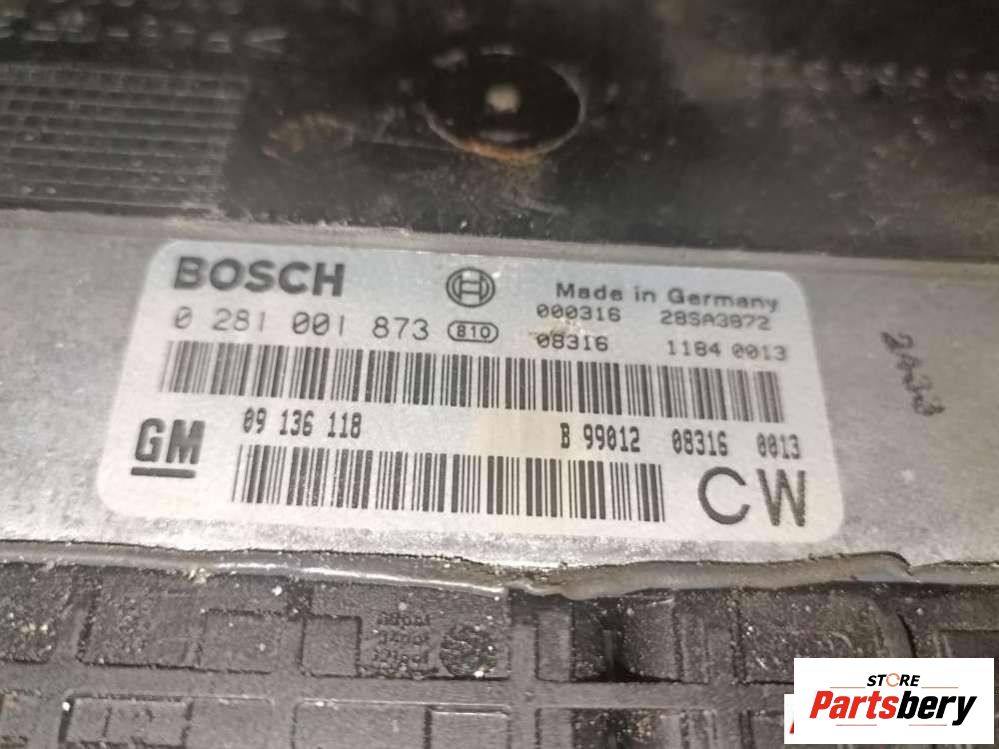 BOSCH
Made in Germany
0 281 001 873 810
000316 28SA3872
08316 1184 0013
GM
09 136 118
B 99012 08316 0013
CW
2433
STORE
Partsbery